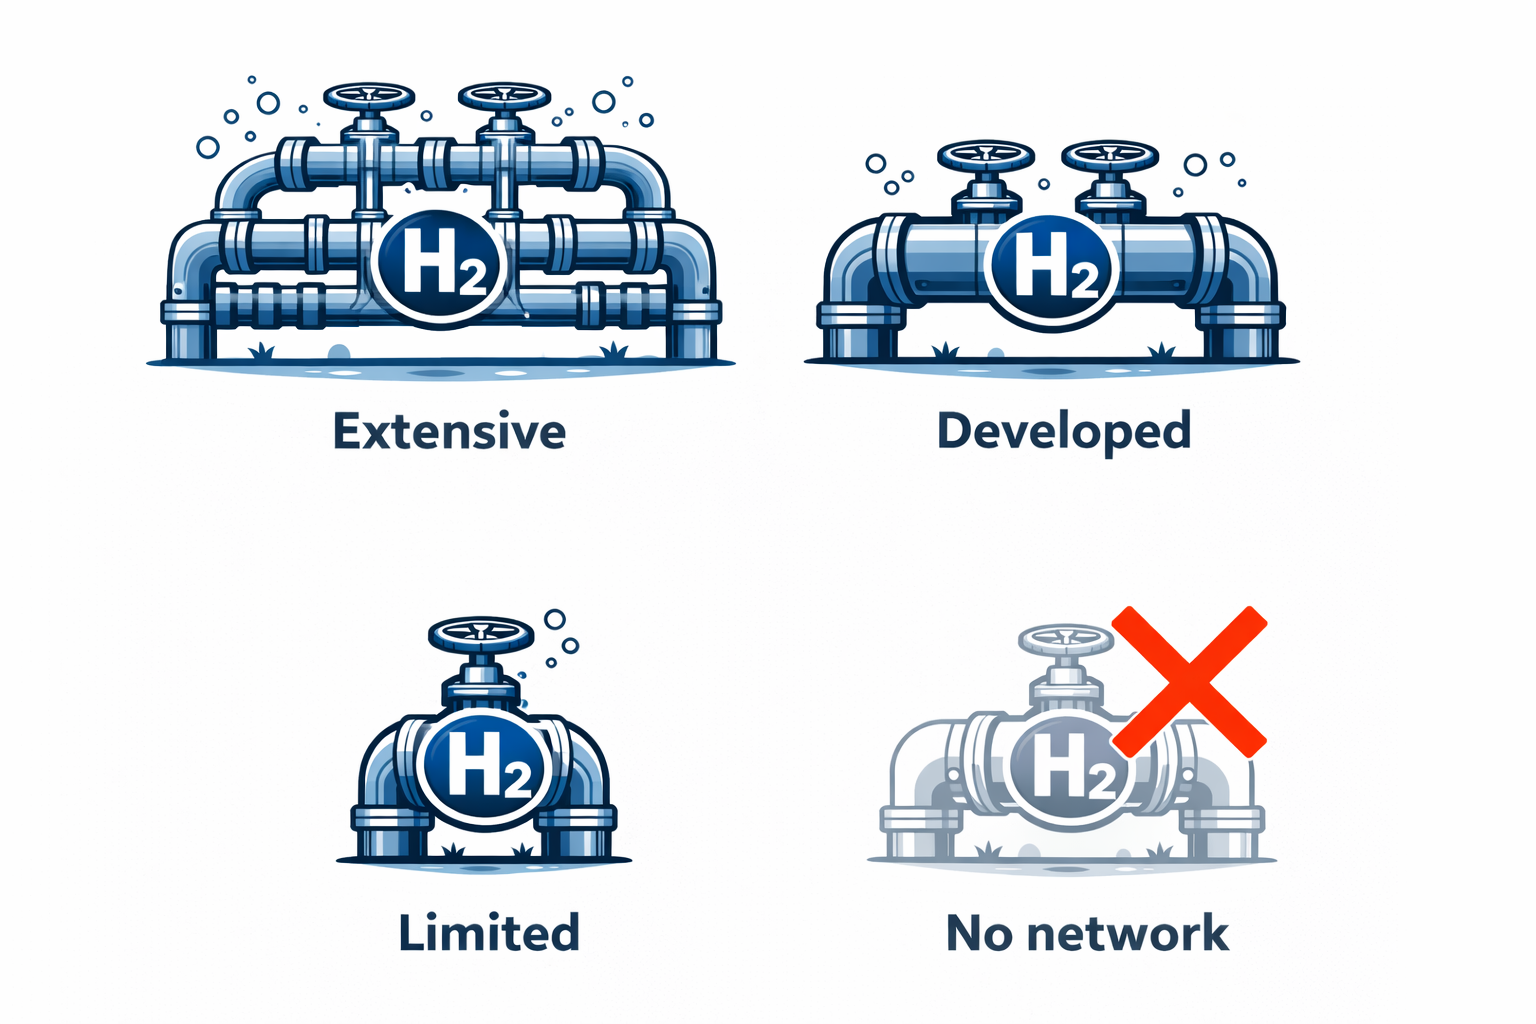 H2
H2
Extensive
Developed
H2
H2
Limited
No network